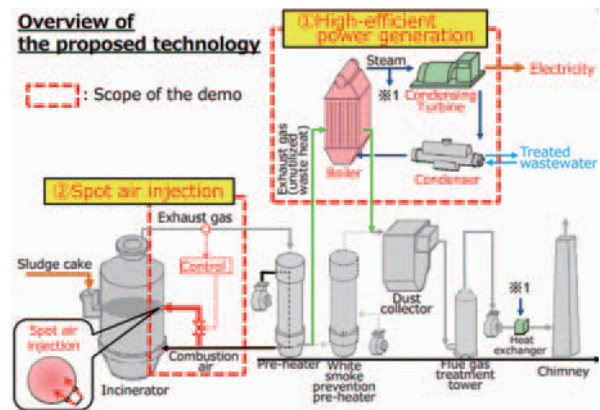 Overview of
the proposed technology
: Scope of the demo
①High-efficient
power generation
Steam
※1
Condensing
Turbine
Electricity
Exhaust gas
(unutilized
waste heat)
Boiler
Condenser
Treated
wastewater
②Spot air injection
Exhaust gas
Control
Sludge cake
Spot air
injection
Combustion
air
Incinerator
Pre-heater
White
smoke
prevention
pre-heater
Dust
collector
Flue gas
treatment
tower
※1
Heat
exchanger
Chimney